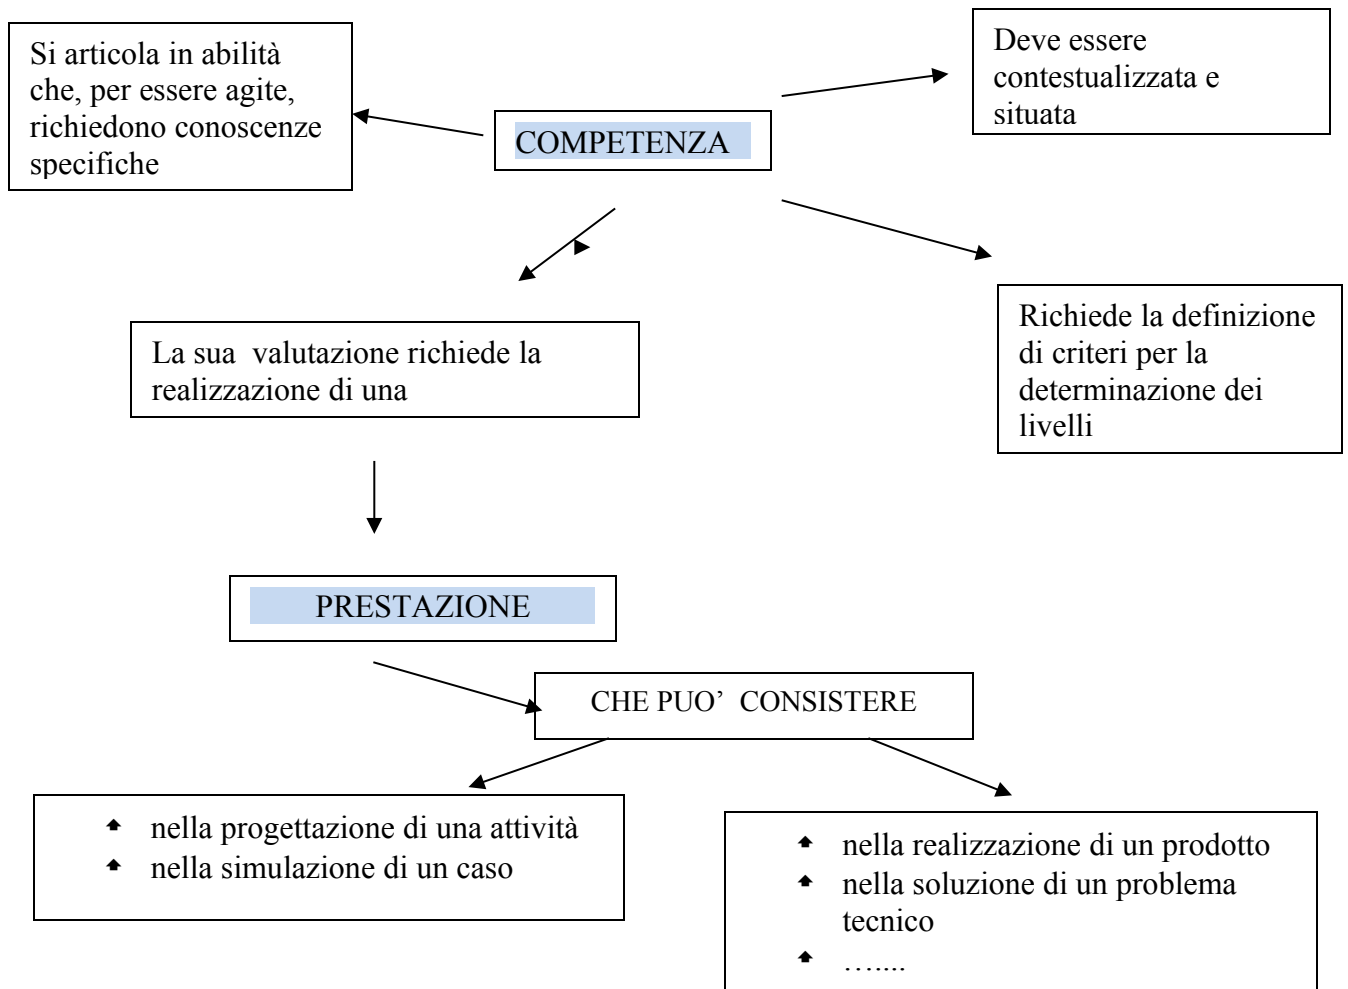 Si articola in abilità
che, per essere agite,
richiedono conoscenze
specifiche
Deve essere
contestualizzata e
situata
COMPETENZA
Richiede la definizione
di criteri per la
determinazione dei
livelli
La sua  valutazione richiede la
realizzazione di una
PRESTAZIONE
CHE PUO’  CONSISTERE
nella progettazione di una attività
nella simulazione di un caso
nella realizzazione di un prodotto
nella soluzione di un problema
tecnico
…....